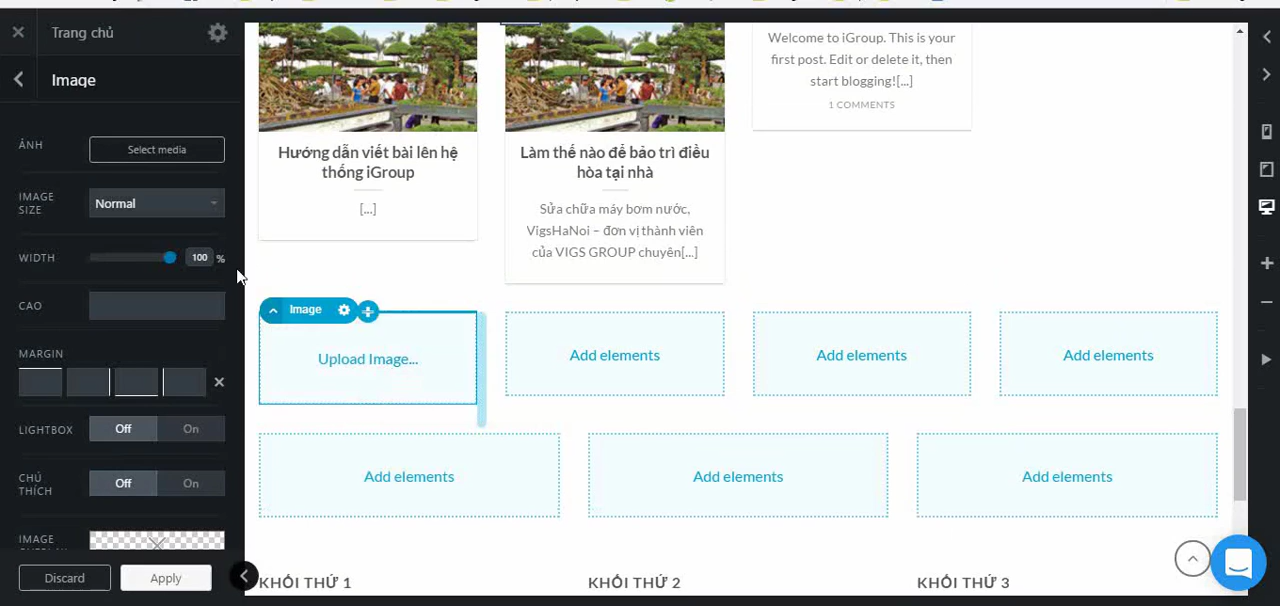 Trang chủ
Image
ẢNH
Select media
IMAGE
SIZE
Normal
WIDTH
100
%
CAO
MARGIN
LIGHTBOX
Off
On
CHÚ
THÍCH
Off
On
IMAGE
Discard
Apply
Hướng dẫn viết bài lên hệ
thống iGroup
[...]
Làm thế nào để bảo trì điều
hòa tại nhà
Sửa chữa máy bơm nước,
VigsHaNoi – đơn vị thành viên
của VIGS GROUP chuyên[...]
Welcome to iGroup. This is your
first post. Edit or delete it, then
start blogging![...]
1 COMMENTS
Image
Upload Image...
Add elements
Add elements
Add elements
Add elements
Add elements
Add elements
KHỐI THỨ 1
KHỐI THỨ 2
KHỐI THỨ 3